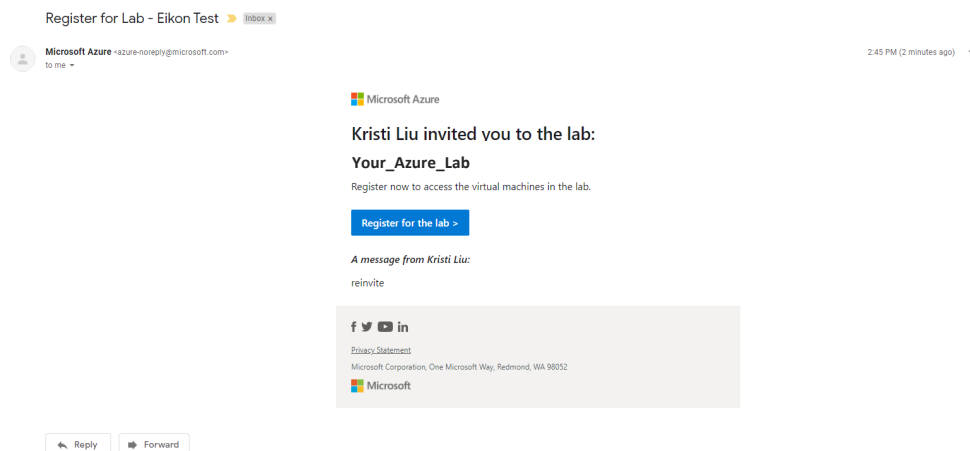 Register for Lab - Eikon Test Inbox x
Microsoft Azure <azure-noreply@microsoft.com> 2:45 PM (2 minutes ago)
to me
Microsoft Azure
Kristi Liu invited you to the lab:
Your_Azure_Lab
Register now to access the virtual machines in the lab.
Register for the lab >
A message from Kristi Liu:
reinvite
Privacy Statement
Microsoft Corporation, One Microsoft Way, Redmond, WA 98052
Microsoft
Reply Forward